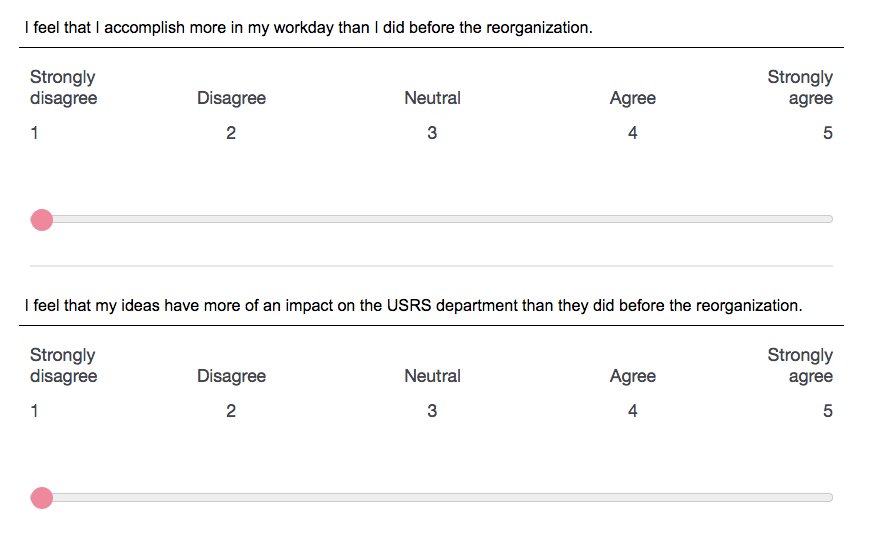 I feel that I accomplish more in my workday than I did before the reorganization.
Strongly disagree Disagree Neutral Agree Strongly agree
1 2 3 4 5
I feel that my ideas have more of an impact on the USRS department than they did before the reorganization.
Strongly disagree Disagree Neutral Agree Strongly agree
1 2 3 4 5